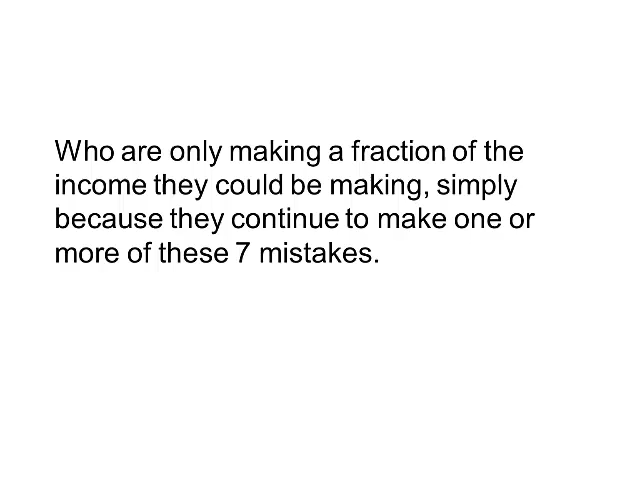 Who are only making a fraction of the
income they could be making, simply
because they continue to make one or
more of these 7 mistakes.